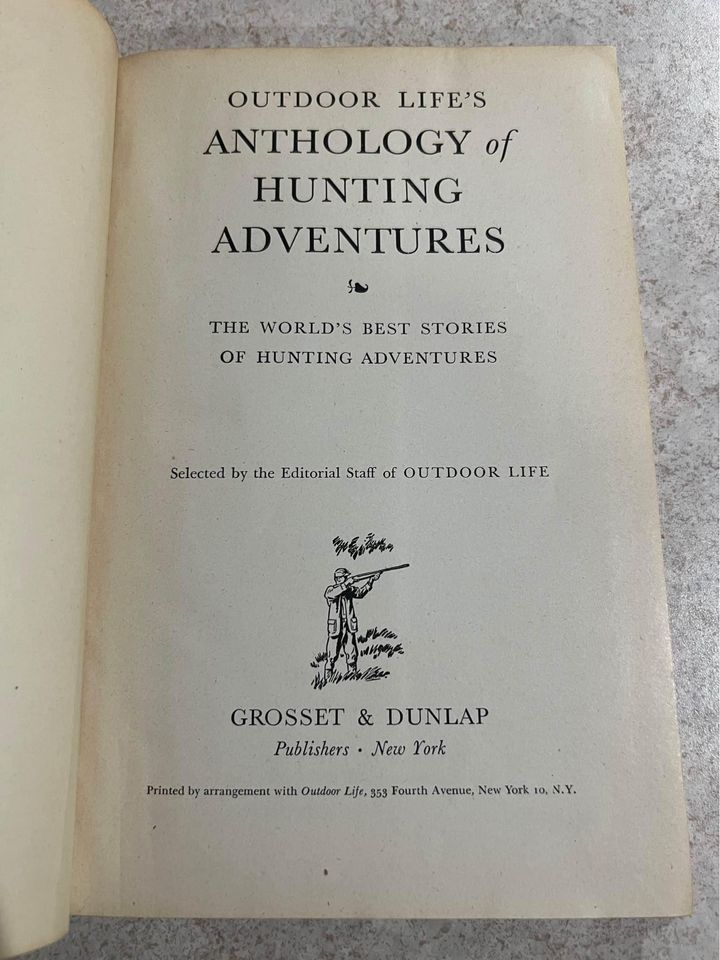 OUTDOOR LIFE'S
ANTHOLOGY of
HUNTING
ADVENTURES
THE WORLD'S BEST STORIES
OF HUNTING ADVENTURES
Selected by the Editorial Staff of OUTDOOR LIFE
GROSSET & DUNLAP
Publishers • New York
Printed by arrangement with Outdoor Life, 353 Fourth Avenue, New York 10, N.Y.